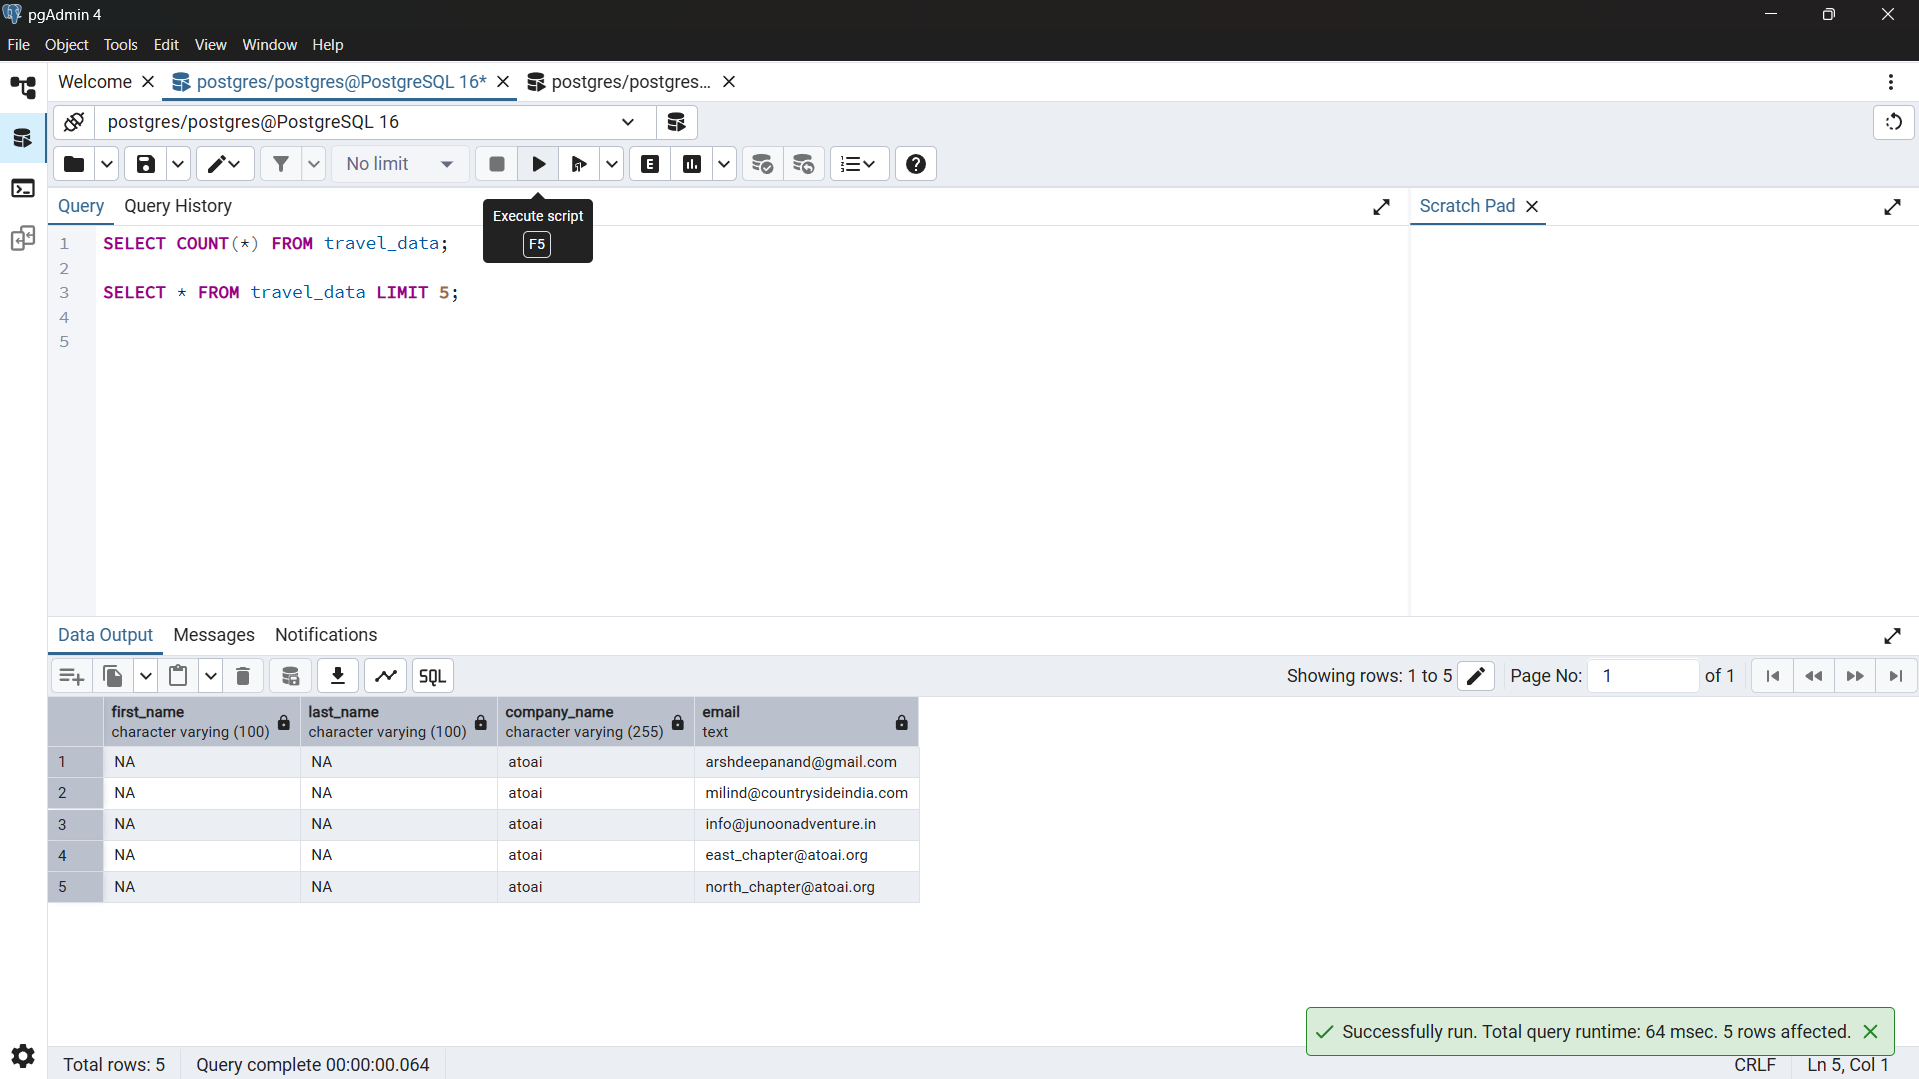 pgAdmin 4
File Object Tools Edit View Window Help
Welcome postgres/postgres@PostgreSQL 16* postgres/postgres...
postgres/postgres@PostgreSQL 16
No limit E
Query Query History Scratch Pad
Execute script
F5
1 SELECT COUNT(*) FROM travel_data;
2
3 SELECT * FROM travel_data LIMIT 5;
4
5
Data Output Messages Notifications
SQL Showing rows: 1 to 5 Page No: 1 of 1
first_name last_name company_name email
character varying (100) character varying (100) character varying (255) text
1 NA NA atoai arshdeepanand@gmail.com
2 NA NA atoai milind@countrysideindia.com
3 NA NA atoai info@junoonadventure.in
4 NA NA atoai east_chapter@atoai.org
5 NA NA atoai north_chapter@atoai.org
Successfully run. Total query runtime: 64 msec. 5 rows affected.
Total rows: 5 Query complete 00:00:00.064 CRLF Ln 5, Col 1